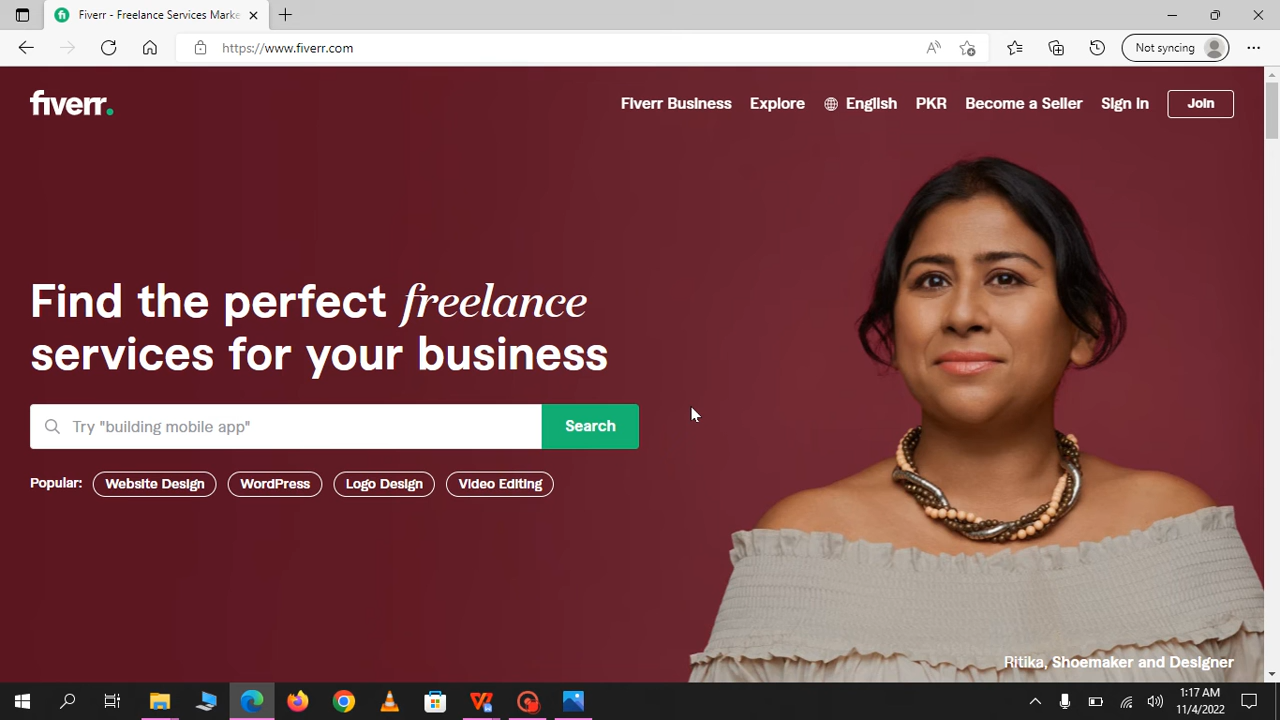 Fiverr - Freelance Services Marke
https://www.fiverr.com
Not syncing
fiverr.
Fiverr Business
Explore
English
PKR
Become a Seller
Sign In
Join
Find the perfect freelance
services for your business
Try "building mobile app"
Search
Popular:
Website Design
WordPress
Logo Design
Video Editing
Ritika, Shoemaker and Designer
1:17 AM
11/4/2022